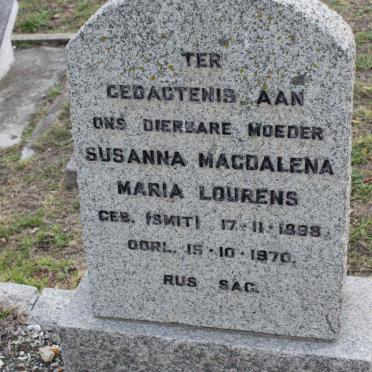 TER
GEDAGTENIS AAN
ONS DIERBARE MOEDER
SUSANNA MAGDALENA
MARIA LOURENS
GEB. (SMIT) 17-11-1898.
OORL. 15-10-1970.
RUS SAG.